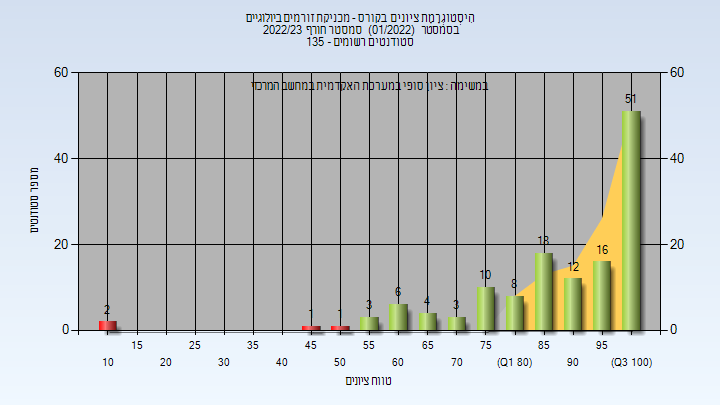 היסטוגרמת ציונים בקורס - מכניקת זורמים ביולוגיים
בסמסטר (01/2022) סמסטר חורף 2022/23
סטודנטים רשומים - 135
במשימה : ציון סופי במערכת האקדמית במחשב המרכזי
60 60
40 40
20 20
0 0
מספר סטודנטים
2 1 1 3 6 4 3 10 8 18 12 16 51
15 25 35 45 55 65 75 85 95
10 20 30 40 50 60 70 (Q1 80) 90 (Q3 100)
טווח ציונים